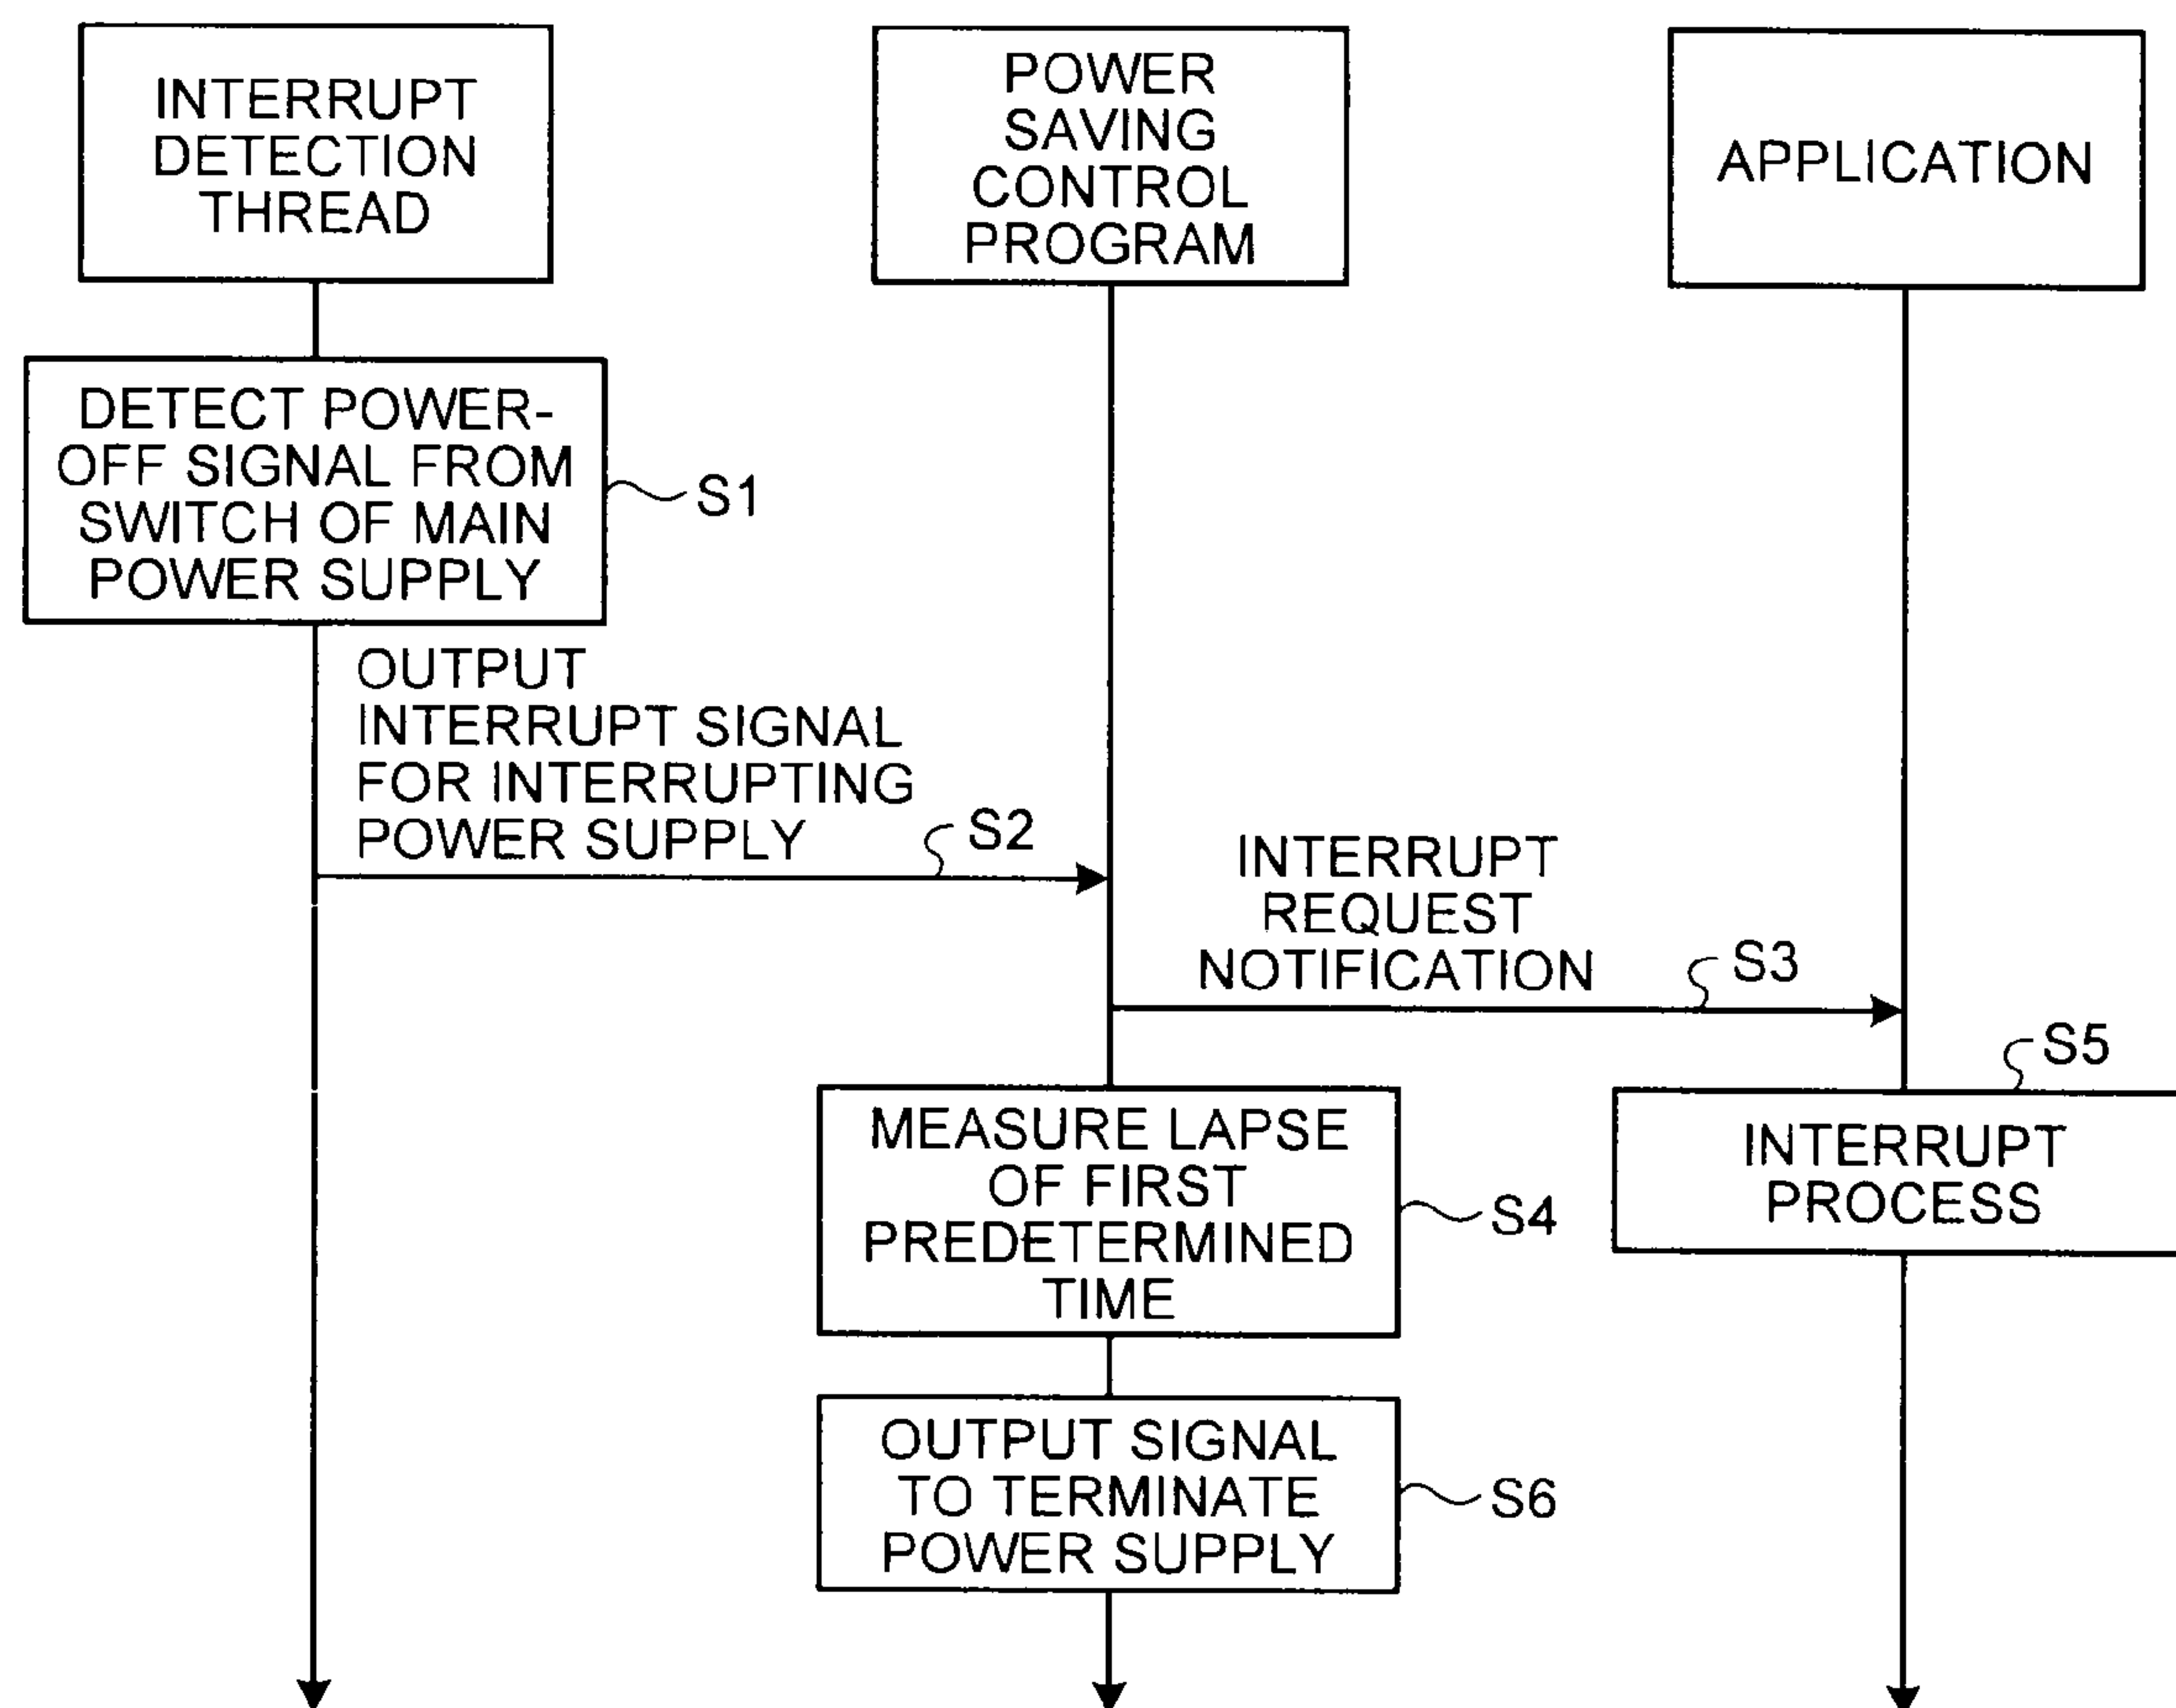 INTERRUPT
DETECTION
THREAD
POWER
SAVING
CONTROL
PROGRAM
APPLICATION
DETECT POWER-
OFF SIGNAL FROM
SWITCH OF MAIN
POWER SUPPLY
S1
OUTPUT
INTERRUPT SIGNAL
FOR INTERRUPTING
POWER SUPPLY
S2
INTERRUPT
REQUEST
NOTIFICATION
S3
MEASURE LAPSE
OF FIRST
PREDETERMINED
TIME
S4
S5
INTERRUPT
PROCESS
OUTPUT SIGNAL
TO TERMINATE
POWER SUPPLY
S6